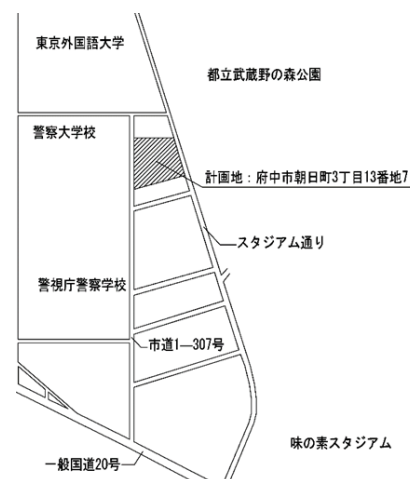 東京外国語大学
都立武蔵野の森公園
警察大学校
計画地：府中市朝日町3丁目13番地7
スタジアム通り
警視庁警察学校
市道1―307号
味の素スタジアム
一般国道20号